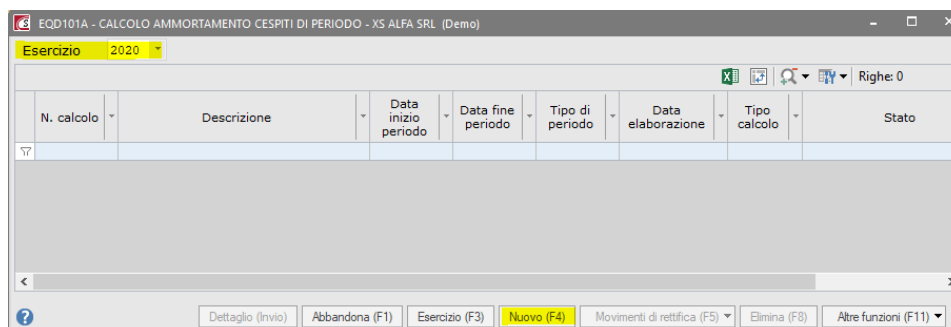 EQD101A - CALCOLO AMMORTAMENTO CESPITI DI PERIODO - XS ALFA SRL (Demo)
Esercizio 2020
Righe: 0
N. calcolo Descrizione Data inizio periodo Data fine periodo Tipo di periodo Data elaborazione Tipo calcolo Stato
Dettaglio (Invio) Abbandona (F1) Esercizio (F3) Nuovo (F4) Movimenti di rettifica (F5) Elimina (F8) Altre funzioni (F11)